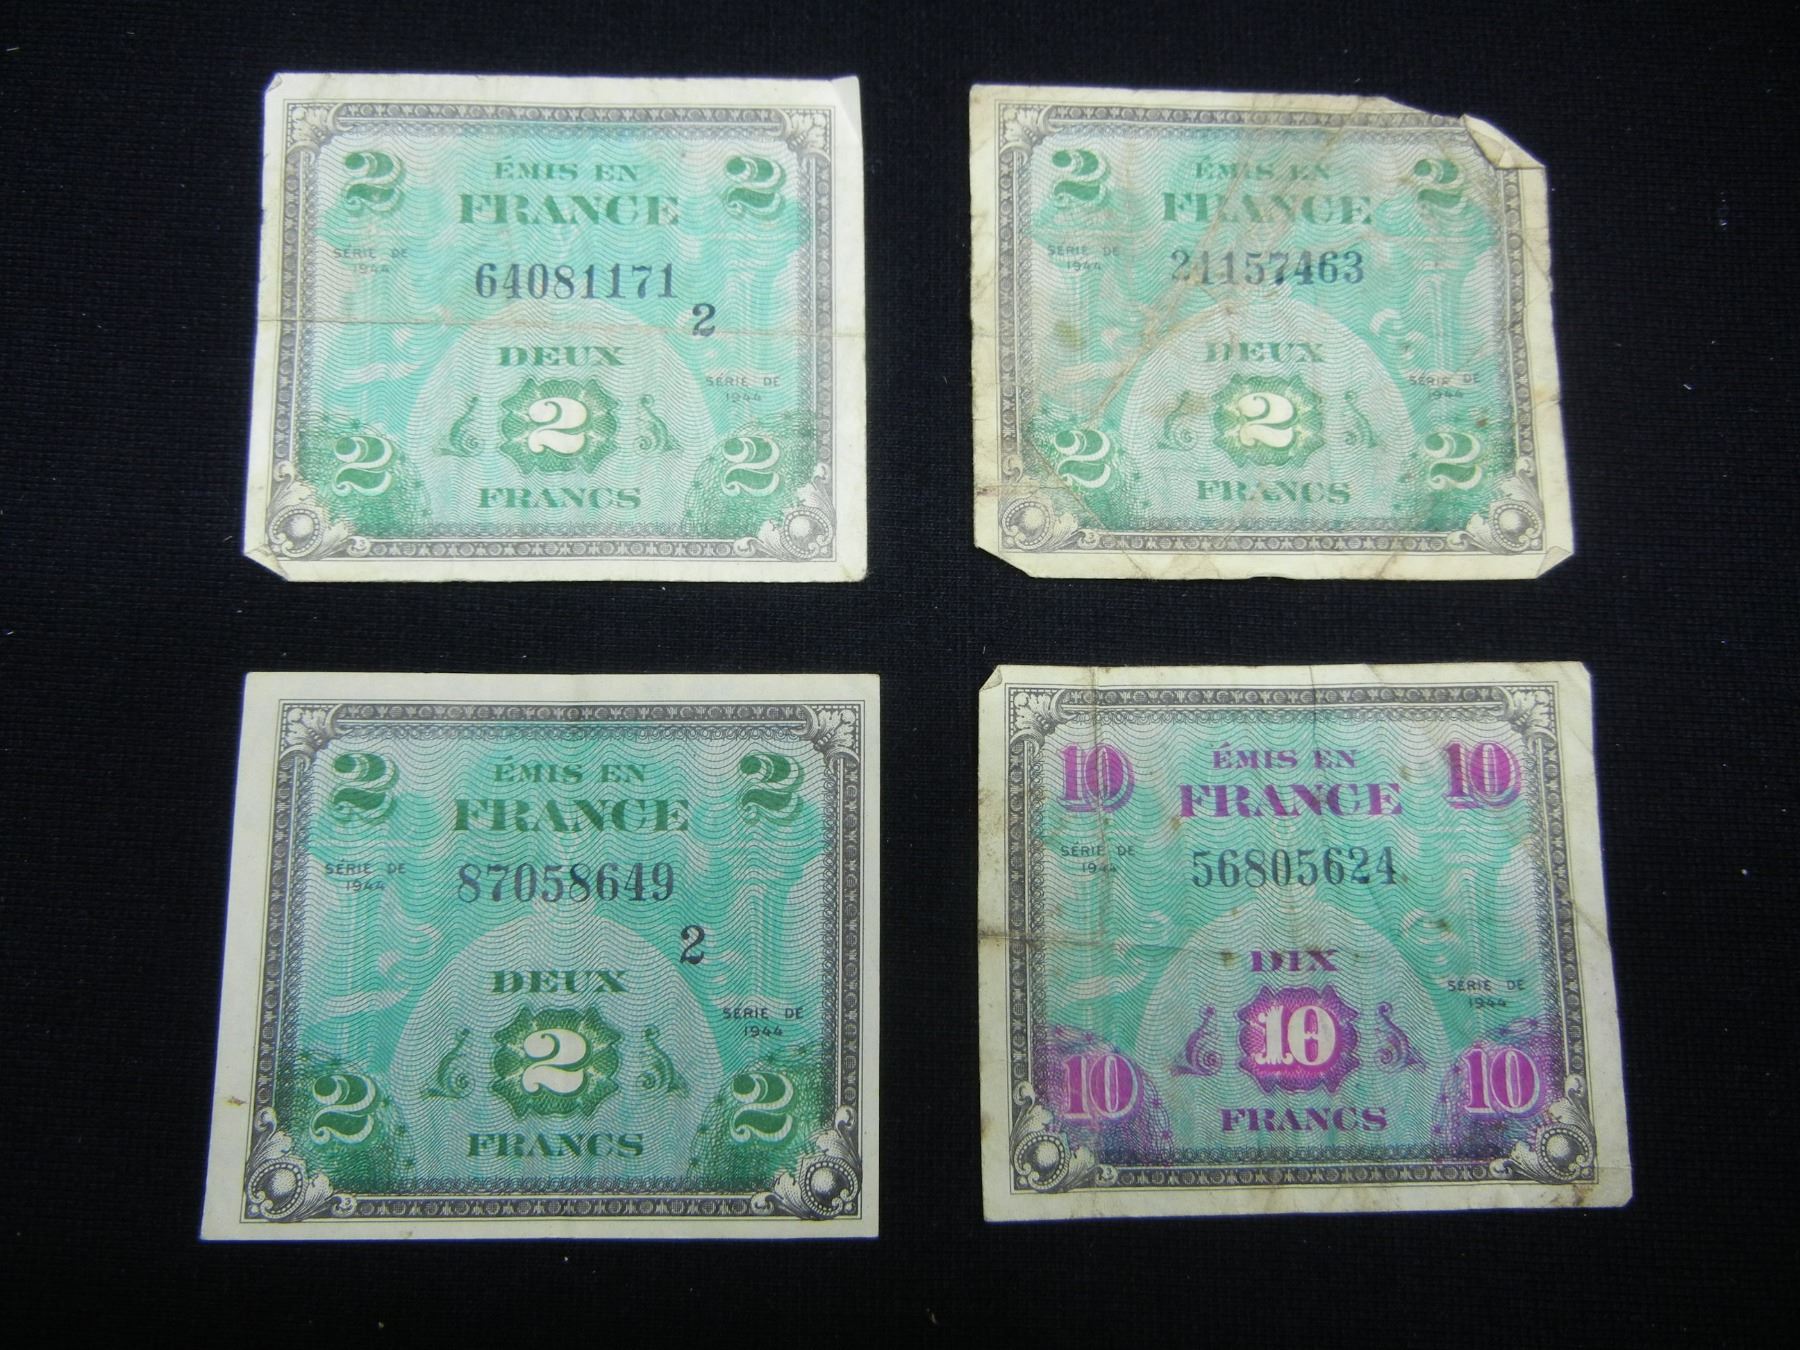 2 ÉMIS EN 2
FRANCE
SÉRIE DE
1944
64081171
2
DEUX
SÉRIE DE
1944
2
2 2
FRANCS
2 ÉMIS EN 2
FRANCE
SÉRIE DE
1944
21157463
DEUX
SÉRIE DE
1944
2
2 2
FRANCS
2 ÉMIS EN 2
FRANCE
SÉRIE DE
1944
87058649
2
DEUX
SÉRIE DE
1944
2
2 2
FRANCS
10 ÉMIS EN 10
FRANCE
SÉRIE DE
1944
56805624
DIX
SÉRIE DE
1944
10
10 10
FRANCS